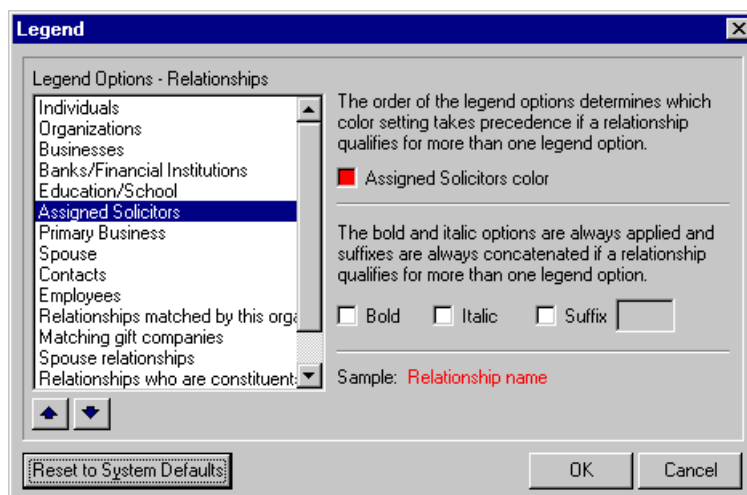 Legend
Legend Options - Relationships
Individuals
Organizations
Businesses
Banks/Financial Institutions
Education/School
Assigned Solicitors
Primary Business
Spouse
Contacts
Employees
Relationships matched by this orga
Matching gift companies
Spouse relationships
Relationships who are constituent
The order of the legend options determines which
color setting takes precedence if a relationship
qualifies for more than one legend option.
Assigned Solicitors color
The bold and italic options are always applied and
suffixes are always concatenated if a relationship
qualifies for more than one legend option.
Bold Italic Suffix
Sample: Relationship name
Reset to System Defaults
OK
Cancel